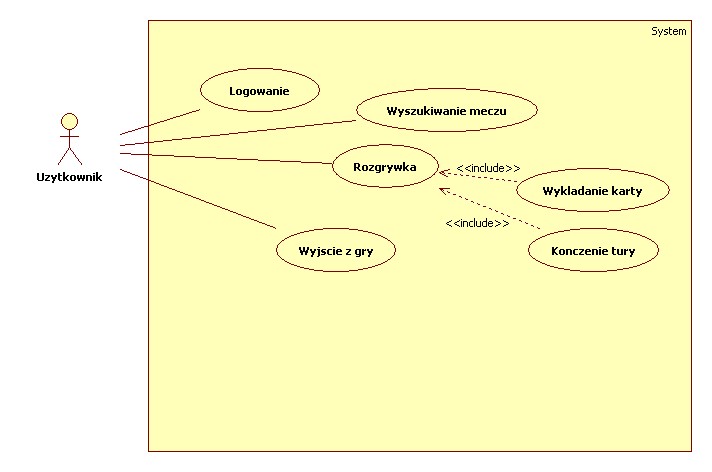 System
Logowanie
Wyszukiwanie meczu
Uzytkownik
Rozgrywka
<<include>>
Wykladanie karty
<<include>>
Wyjscie z gry
Konczenie tury